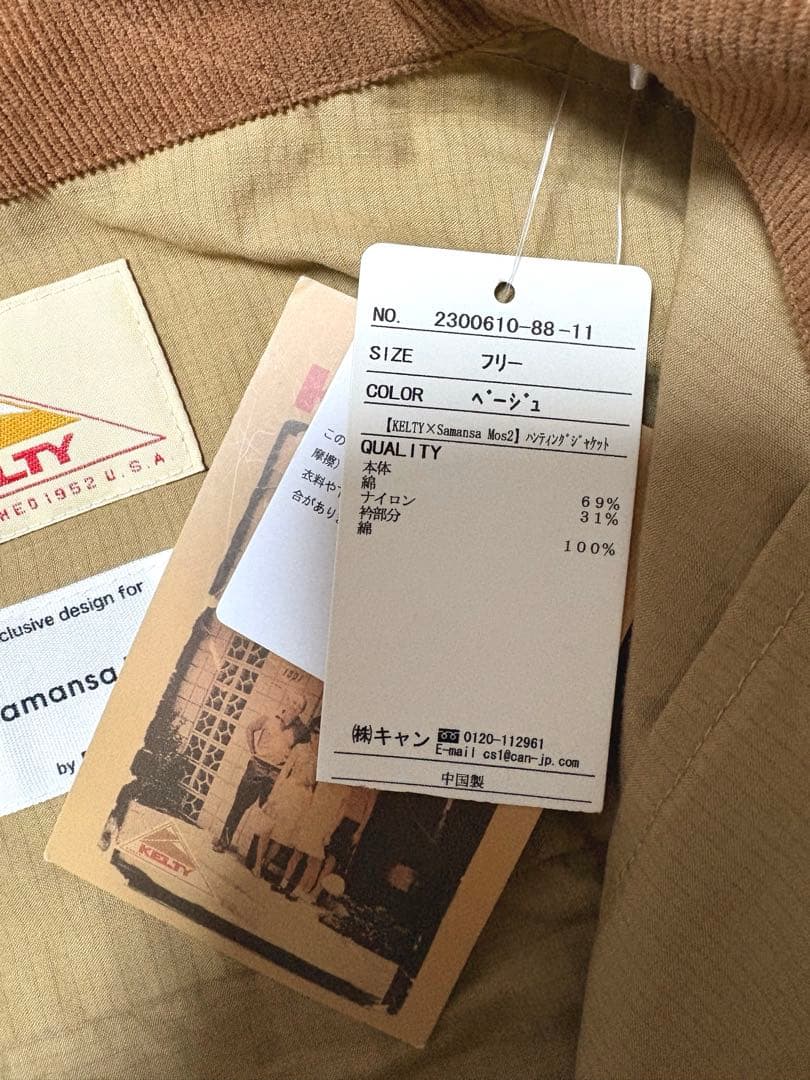 NO. 2300610-88-11
SIZE フリー
COLOR ﾍﾞｰｼﾞｭ
【KELTY×Samansa Mos2】ﾊﾝﾃｨﾝｸﾞｼﾞｬｹｯﾄ
QUALITY
本体
綿 69%
ナイロン 31%
衿部分
綿 100%
㈱キャン 0120-112961
E-mail cs1@can-jp.com
中国製
この
摩擦）
衣料や
合があり
1001
KELTY
ELTY
HED 1952 U.S.A
clusive design for
amansa
by